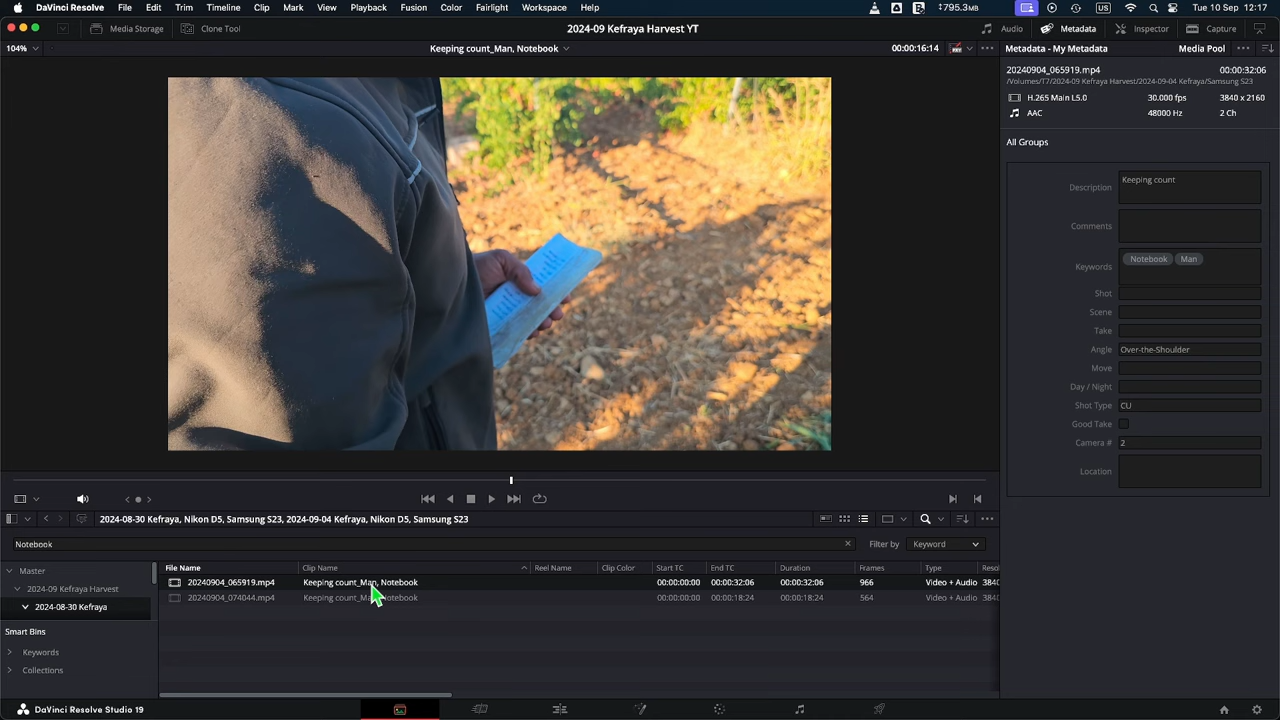 DaVinci Resolve File Edit Trim Timeline Clip Mark View Playback Fusion Color Fairlight Workspace Help 1795.3MB US Tue 10 Sep 12:17
Media Storage Clone Tool 2024-09 Kefraya Harvest YT Audio Metadata Inspector Capture
104% Keeping count_Man, Notebook 00:00:16:14 Metadata - My Metadata Media Pool
20240904_065919.mp4 00:00:32:06
/Volumes/T7/2024-09 Kefraya Harvest/2024-09-04 Kefraya/Samsung S23
H.265 Main L5.0 30.000 fps 3840 x 2160
AAC 48000 Hz 2 Ch
All Groups
Description Keeping count
Comments
Keywords Notebook Man
Shot
Scene
Take
Angle Over-the-Shoulder
Move
Day / Night
Shot Type CU
Good Take
Camera # 2
Location
2024-08-30 Kefraya, Nikon D5, Samsung S23, 2024-09-04 Kefraya, Nikon D5, Samsung S23
Notebook Filter by Keyword
Master
2024-09 Kefraya Harvest
2024-08-30 Kefraya
Smart Bins
Keywords
Collections
File Name Clip Name Reel Name Clip Color Start TC End TC Duration Frames Type Resol
20240904_065919.mp4 Keeping count_Man, Notebook 00:00:00:00 00:00:32:06 00:00:32:06 966 Video + Audio 3840
20240904_074044.mp4 Keeping count_Ma Notebook 00:00:00:00 00:00:18:24 00:00:18:24 564 Video + Audio 3840
DaVinci Resolve Studio 19